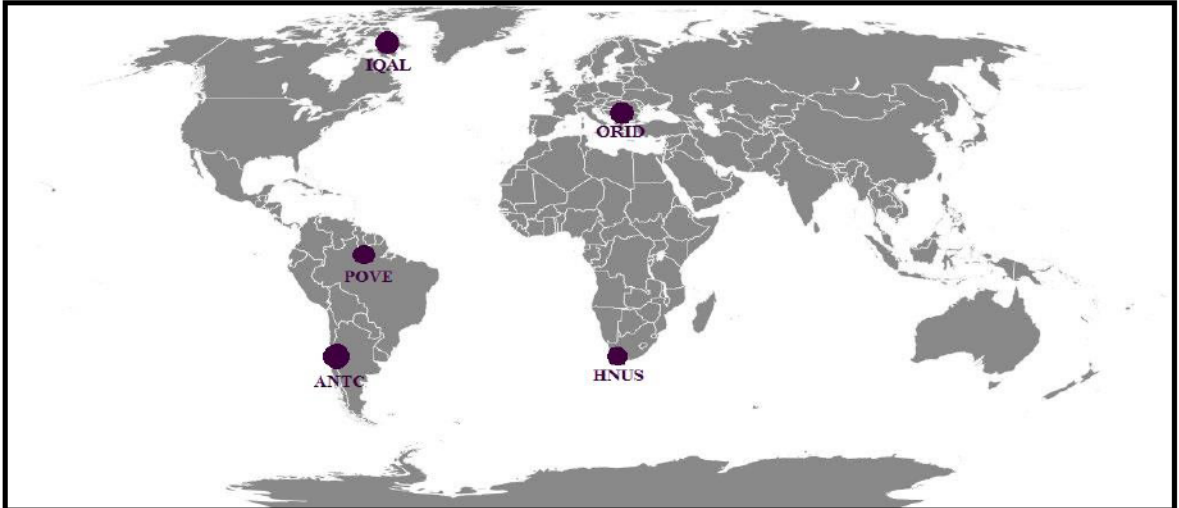 IQAL
ORID
POVE
ANTC
HNUS